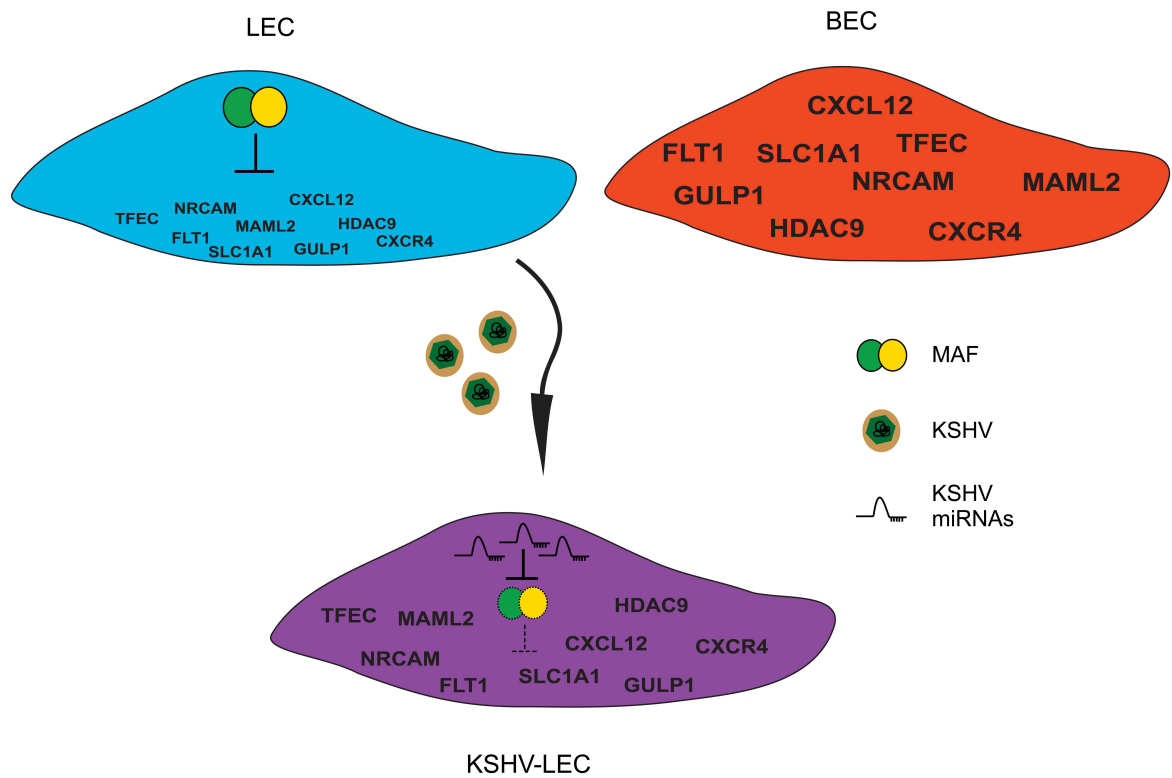 LEC
BEC
TFEC
NRCAM
CXCL12
FLT1
MAML2
HDAC9
SLC1A1
GULP1
CXCR4
CXCL12
FLT1
SLC1A1
TFEC
GULP1
NRCAM
MAML2
HDAC9
CXCR4
MAF
KSHV
KSHV
miRNAs
TFEC
MAML2
HDAC9
NRCAM
CXCL12
CXCR4
FLT1
SLC1A1
GULP1
KSHV-LEC